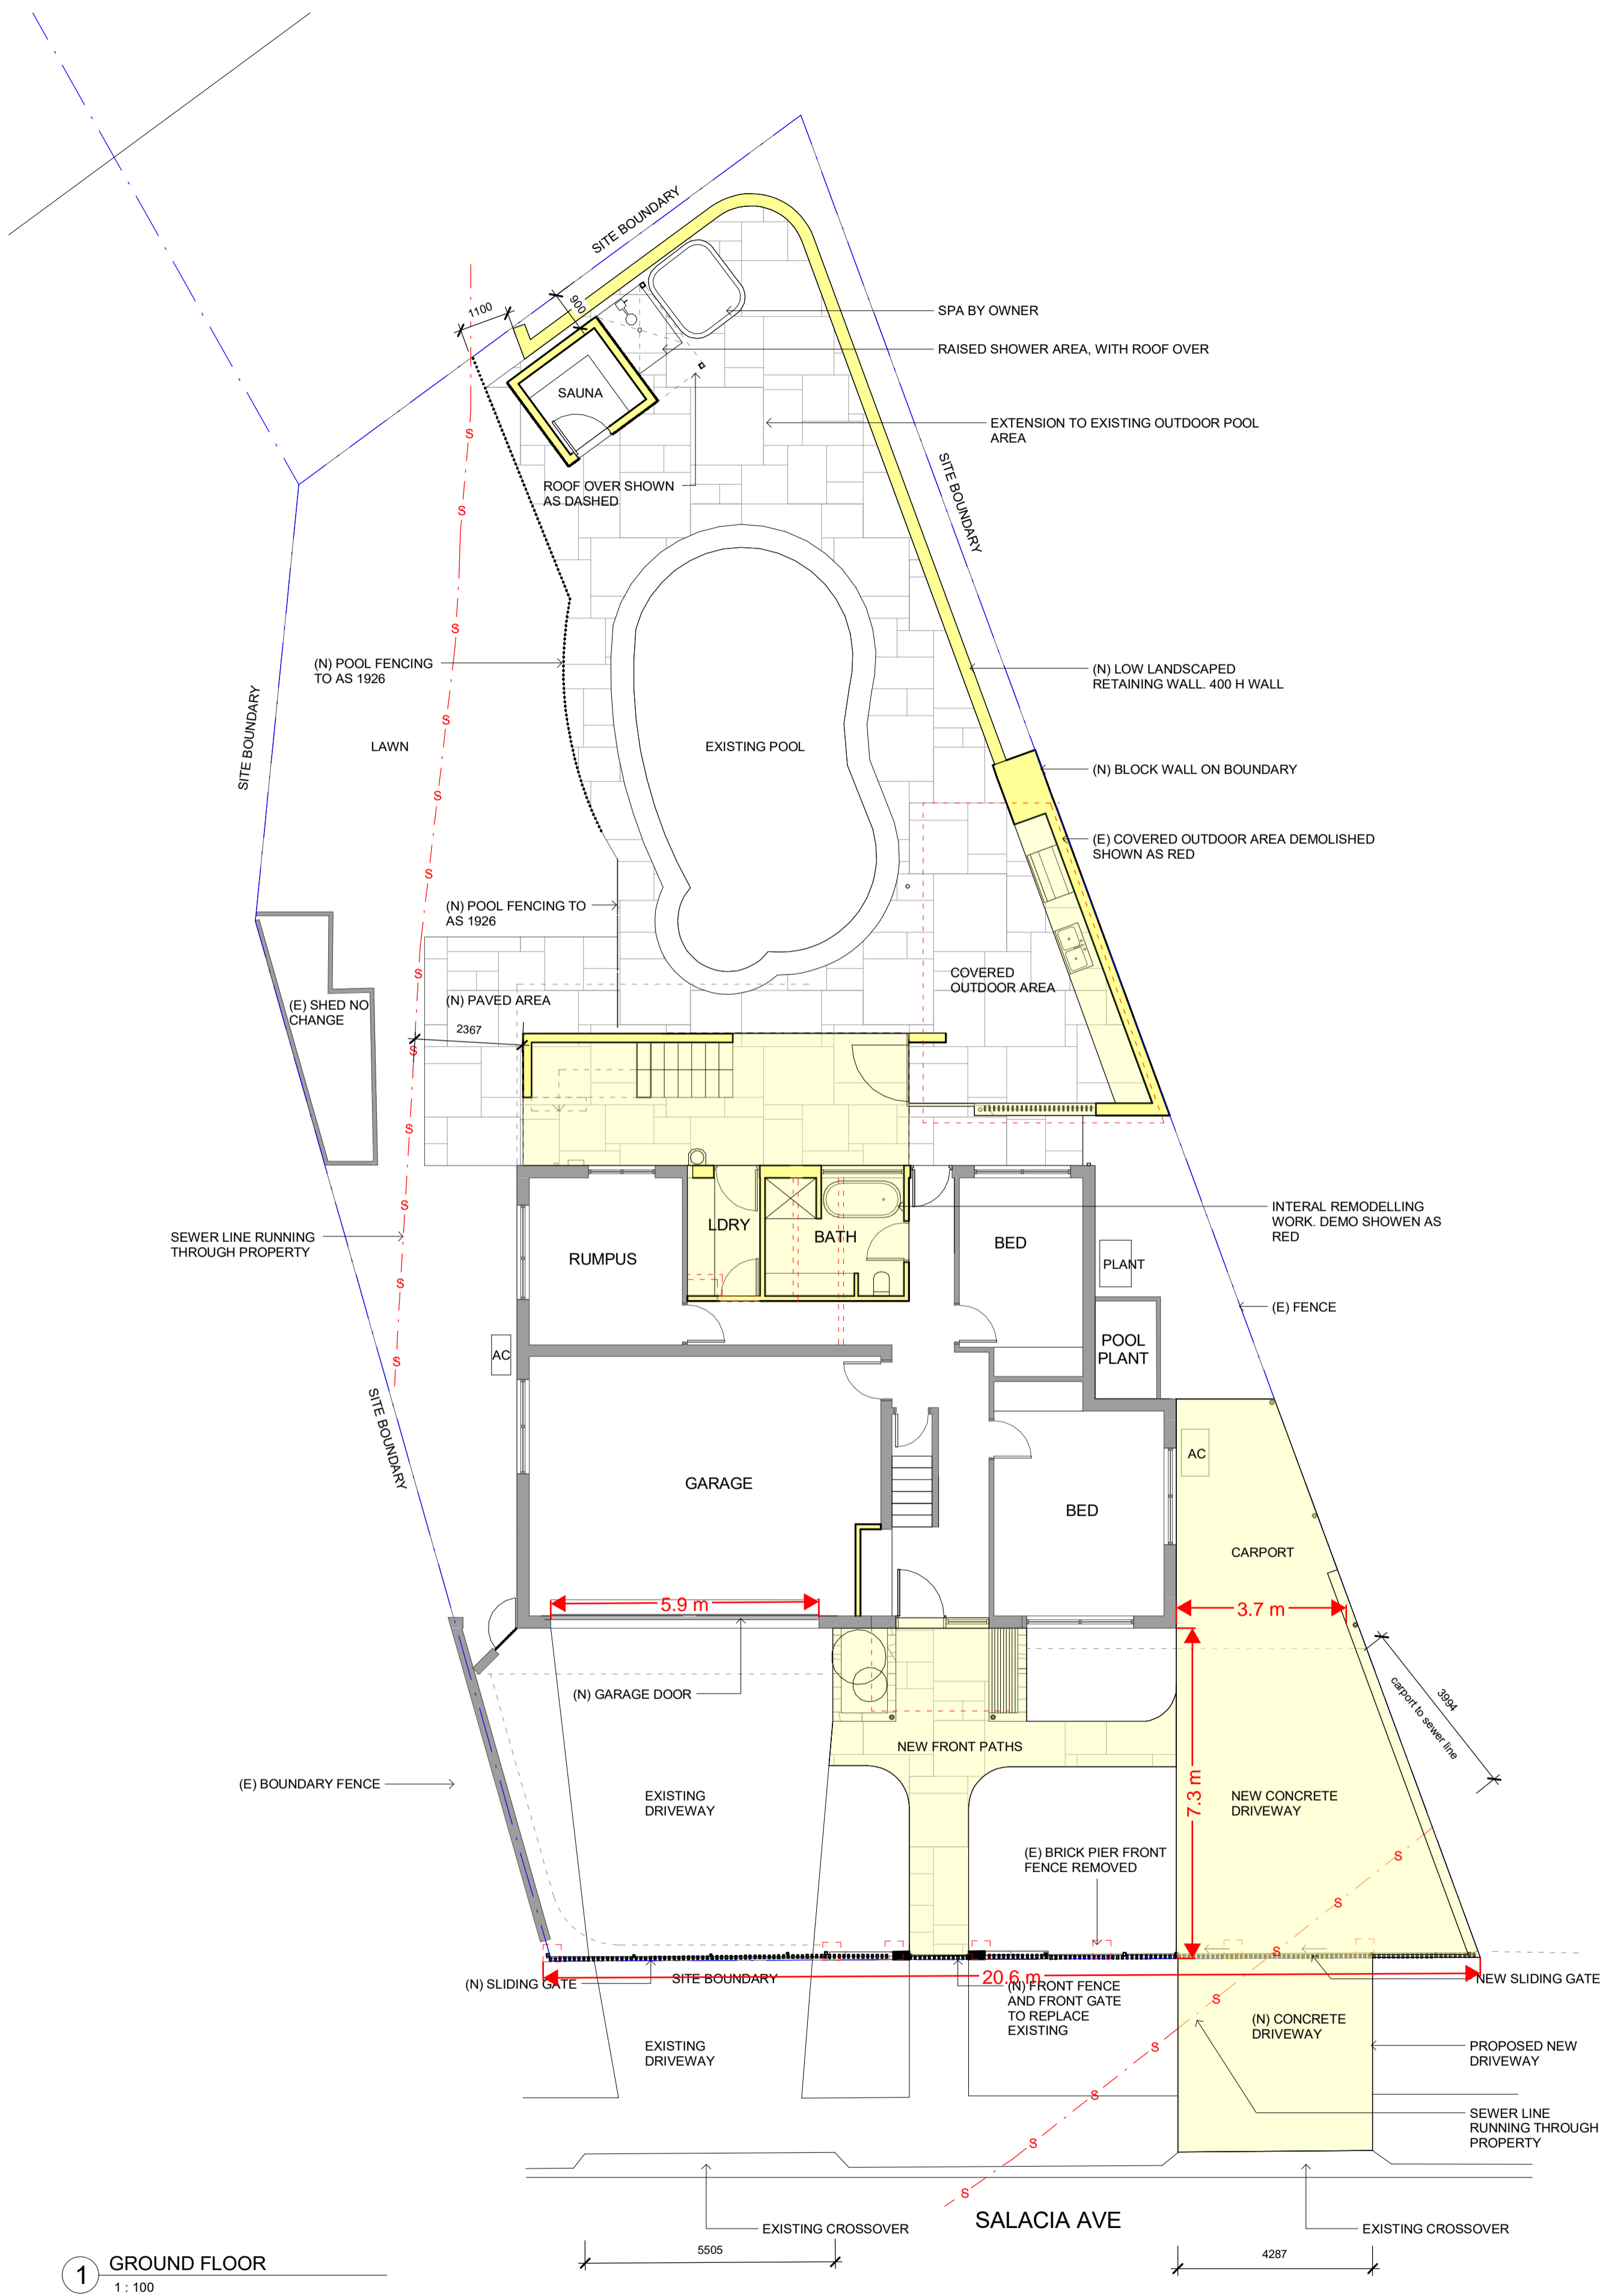 SITE BOUNDARY
1100
900
SPA BY OWNER
RAISED SHOWER AREA, WITH ROOF OVER
SAUNA
EXTENSION TO EXISTING OUTDOOR POOL
AREA
S
SITE BOUNDARY
ROOF OVER SHOWN
AS DASHED
S
S
(N) POOL FENCING
TO AS 1926
(N) LOW LANDSCAPED
RETAINING WALL. 400 H WALL
SITE BOUNDARY
S
LAWN
EXISTING POOL
(N) BLOCK WALL ON BOUNDARY
S
(E) COVERED OUTDOOR AREA DEMOLISHED
SHOWN AS RED
S
(N) POOL FENCING TO
AS 1926
S
COVERED
OUTDOOR AREA
(E) SHED NO
CHANGE
(N) PAVED AREA
2367
S
S
S
INTERAL REMODELLING
WORK. DEMO SHOWEN AS
RED
LDRY
BATH
BED
SEWER LINE RUNNING
THROUGH PROPERTY
RUMPUS
PLANT
S
(E) FENCE
POOL
PLANT
AC
S
SITE BOUNDARY
AC
GARAGE
BED
CARPORT
5.9 m
3.7 m
(N) GARAGE DOOR
3994
carport to sewer line
NEW FRONT PATHS
(E) BOUNDARY FENCE
EXISTING
DRIVEWAY
7.3 m
NEW CONCRETE
DRIVEWAY
(E) BRICK PIER FRONT
FENCE REMOVED
S
S
S
(N) SLIDING GATE
SITE BOUNDARY
20.6 m
(N) FRONT FENCE
AND FRONT GATE
TO REPLACE
EXISTING
NEW SLIDING GATE
S
(N) CONCRETE
DRIVEWAY
EXISTING
DRIVEWAY
S
PROPOSED NEW
DRIVEWAY
S
SEWER LINE
RUNNING THROUGH
PROPERTY
S
S
SALACIA AVE
EXISTING CROSSOVER
EXISTING CROSSOVER
5505
4287
1
GROUND FLOOR
1 : 100